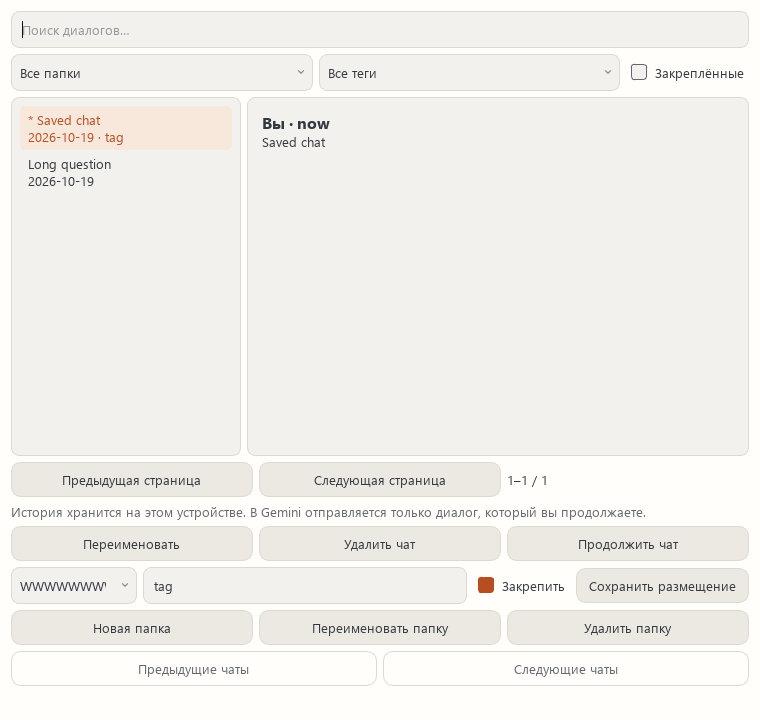 Поиск диалогов...
Все папки
Все теги
Закреплённые
* Saved chat
2026-10-19 · tag
Long question
2026-10-19
Вы · now
Saved chat
Предыдущая страница
Следующая страница
1–1 / 1
История хранится на этом устройстве. В Gemini отправляется только диалог, который вы продолжаете.
Переименовать
Удалить чат
Продолжить чат
tag
Закрепить
Сохранить размещение
Новая папка
Переименовать папку
Удалить папку
Предыдущие чаты
Следующие чаты